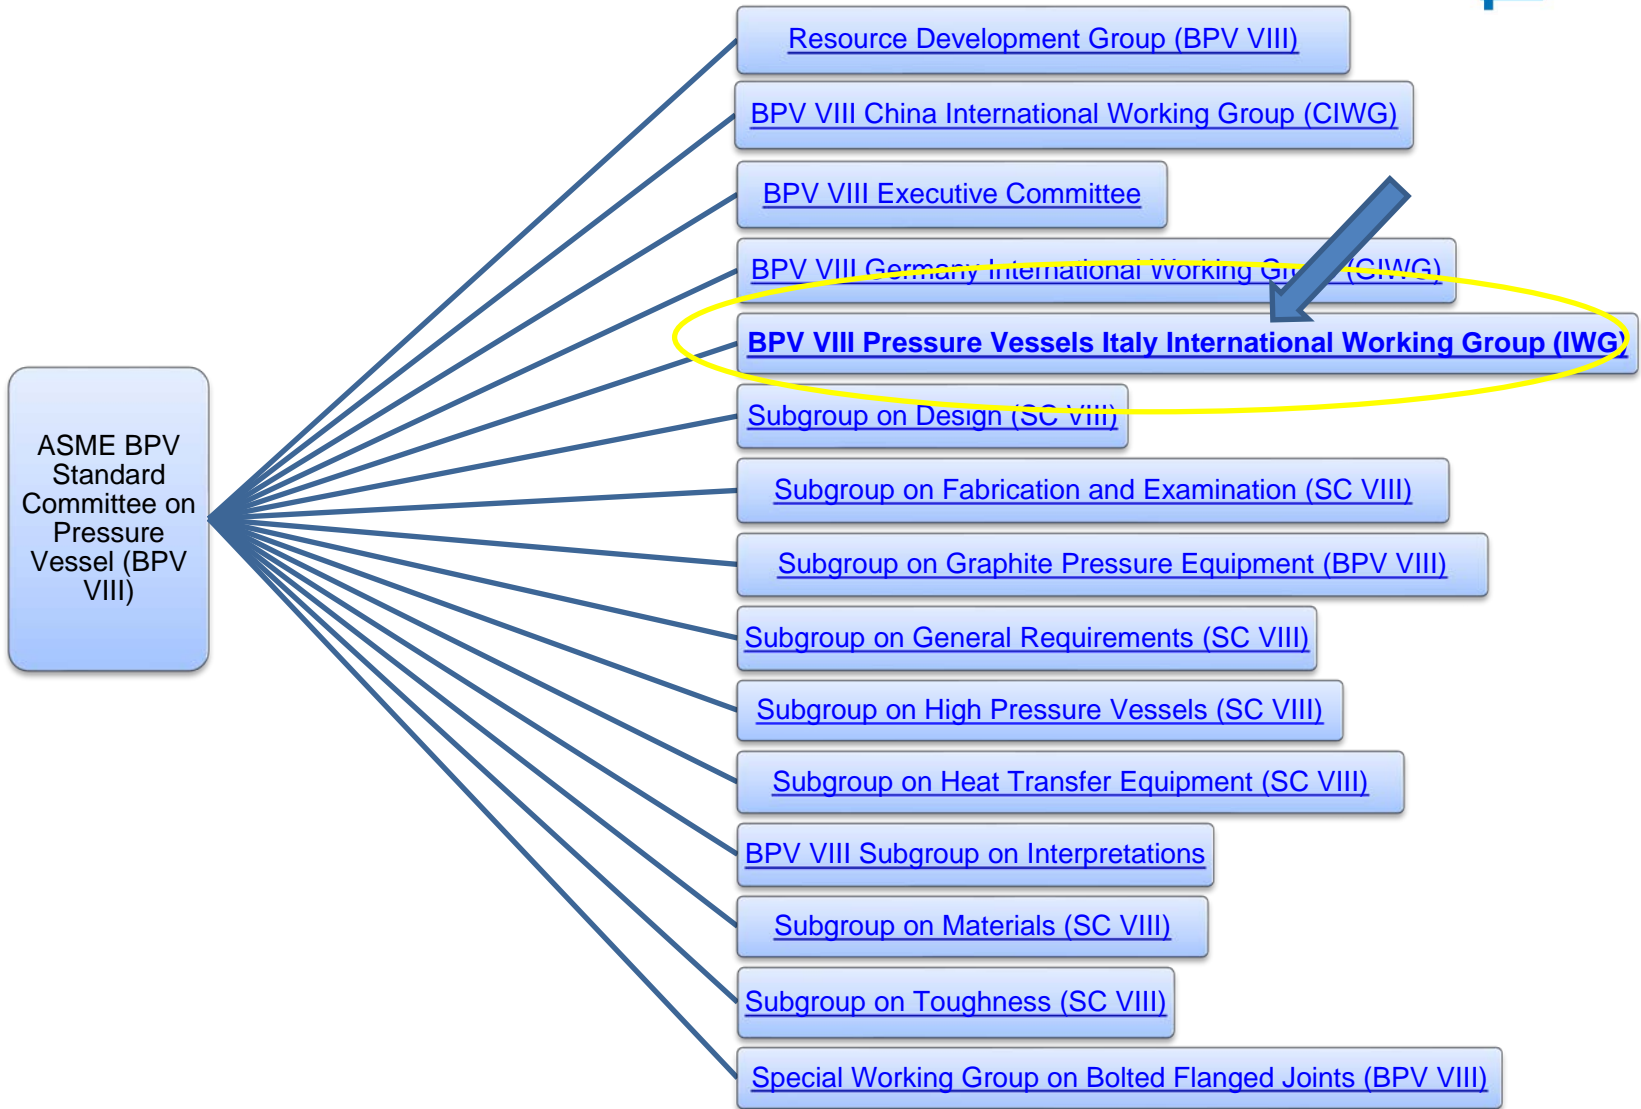 Resource Development Group (BPV VIII)
BPV VIII China International Working Group (CIWG)
BPV VIII Executive Committee
BPV VIII Germany International Working Group (GIWG)
BPV VIII Pressure Vessels Italy International Working Group (IWG)
Subgroup on Design (SC VIII)
ASME BPV
Standard
Committee on
Pressure
Vessel (BPV
VIII)
Subgroup on Fabrication and Examination (SC VIII)
Subgroup on Graphite Pressure Equipment (BPV VIII)
Subgroup on General Requirements (SC VIII)
Subgroup on High Pressure Vessels (SC VIII)
Subgroup on Heat Transfer Equipment (SC VIII)
BPV VIII Subgroup on Interpretations
Subgroup on Materials (SC VIII)
Subgroup on Toughness (SC VIII)
Special Working Group on Bolted Flanged Joints (BPV VIII)